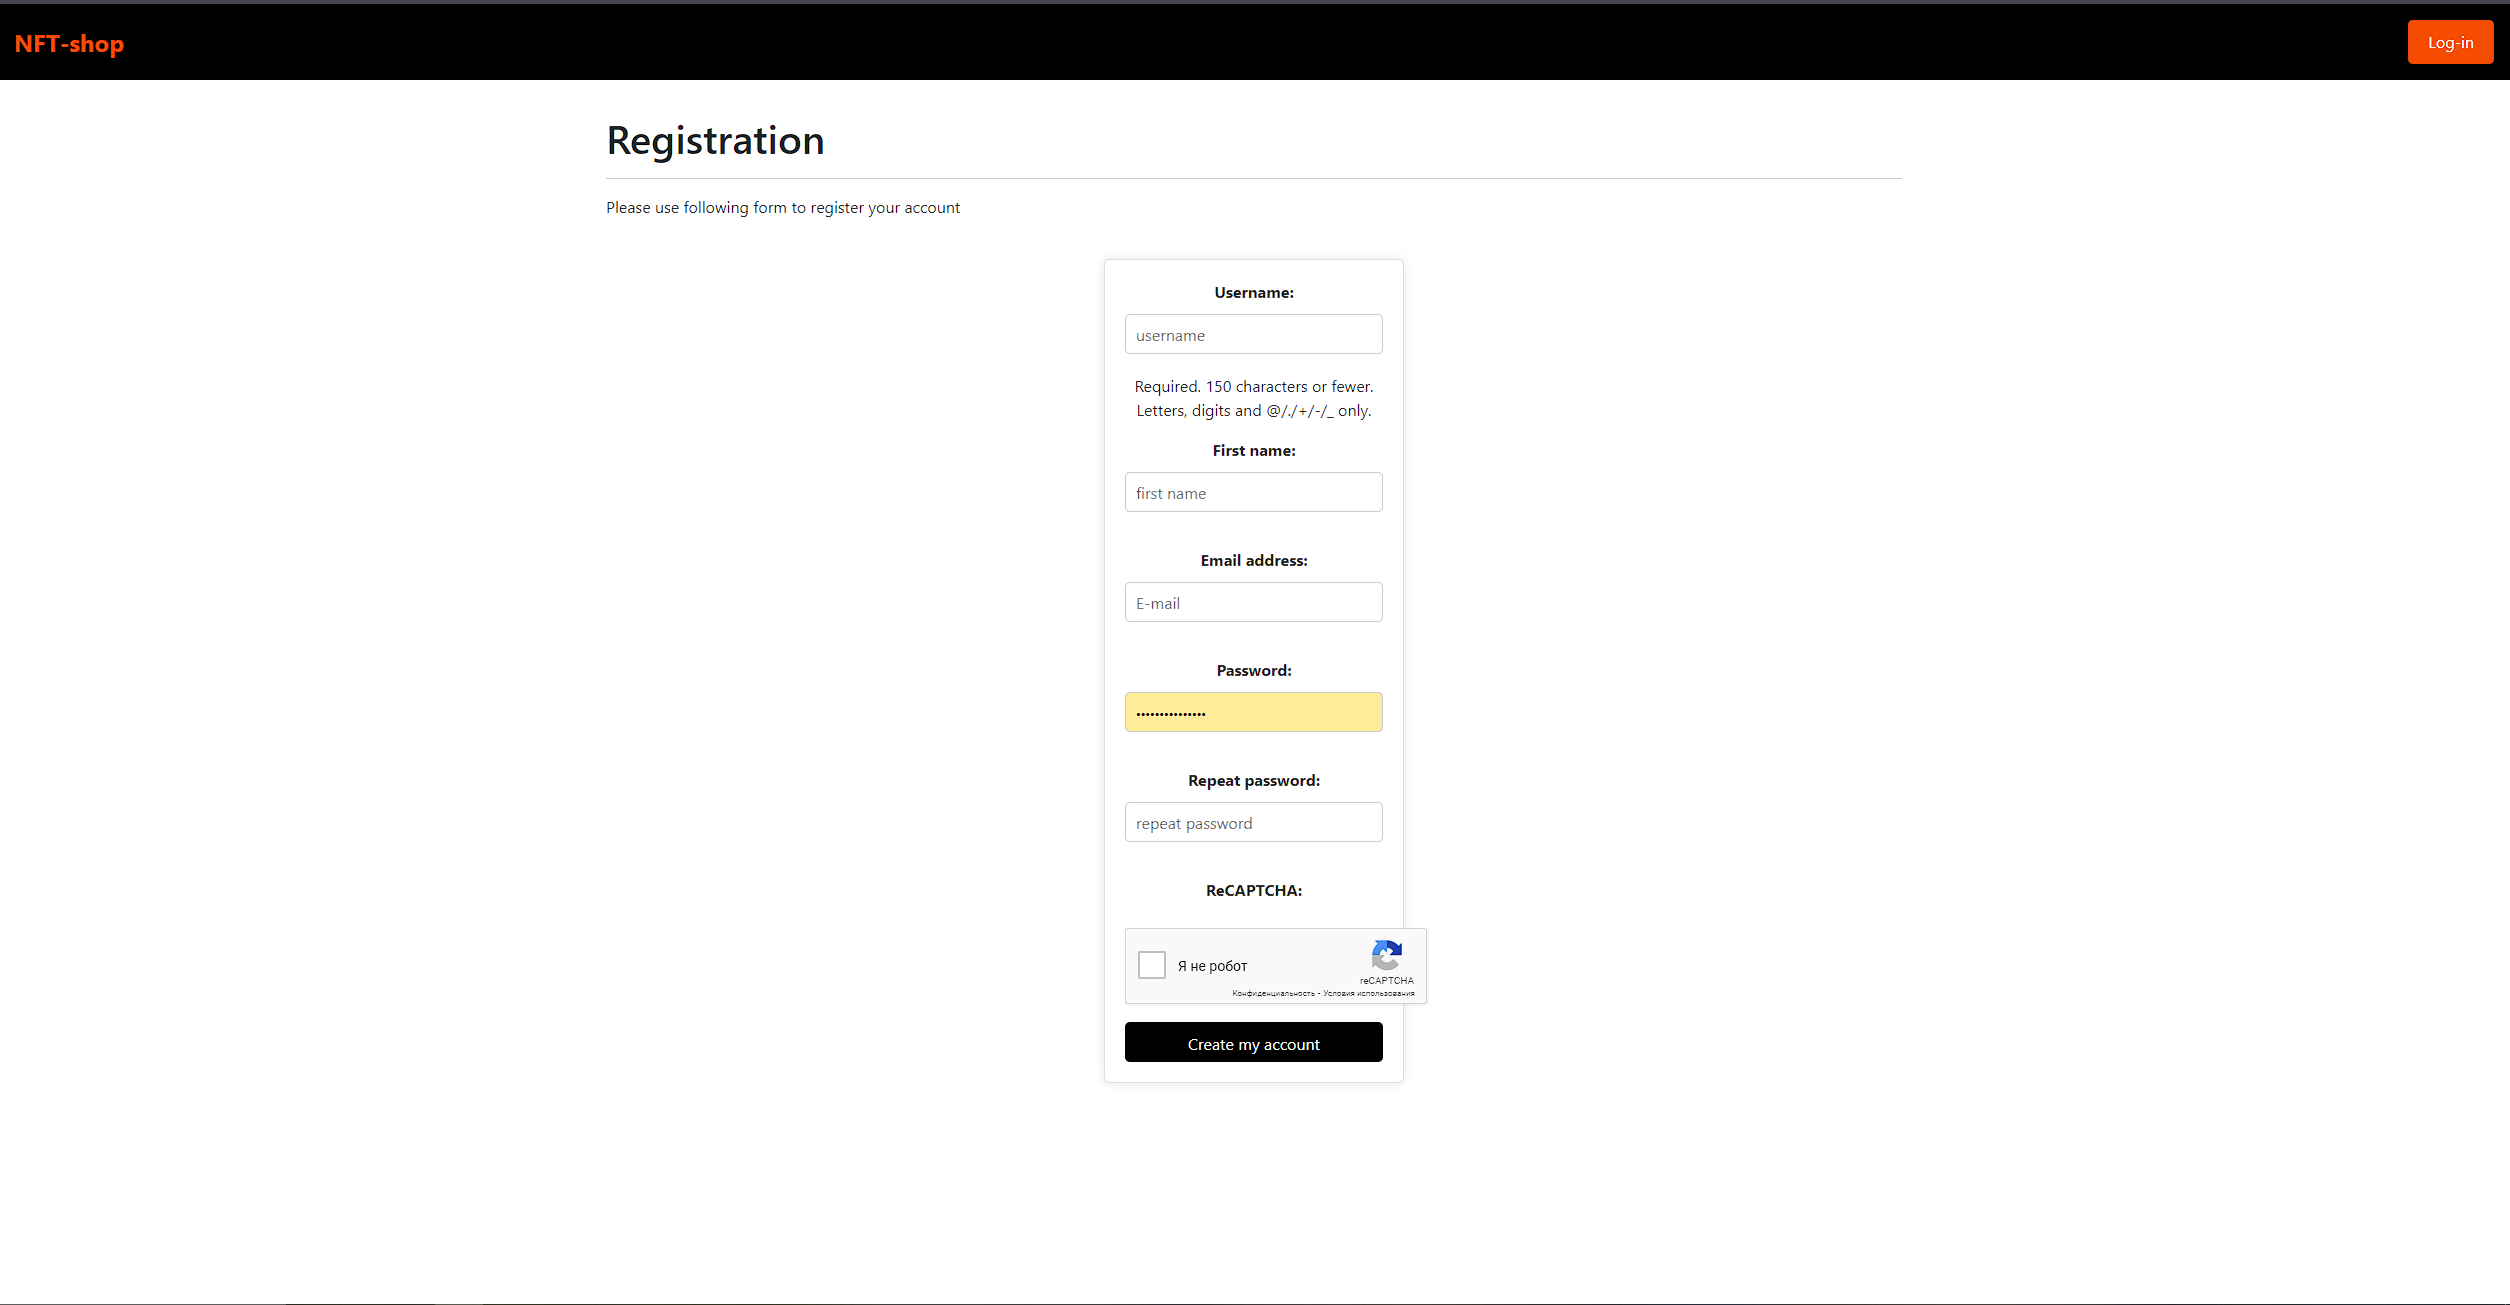 NFT-shop
Log-in
Registration
Please use following form to register your account
Username:
username
Required. 150 characters or fewer.
Letters, digits and @/./+/-/_ only.
First name:
first name
Email address:
E-mail
Password:
•••••••••••••••
Repeat password:
repeat password
ReCAPTCHA:
Я не робот
reCAPTCHA
Конфиденциальность - Условия использования
Create my account